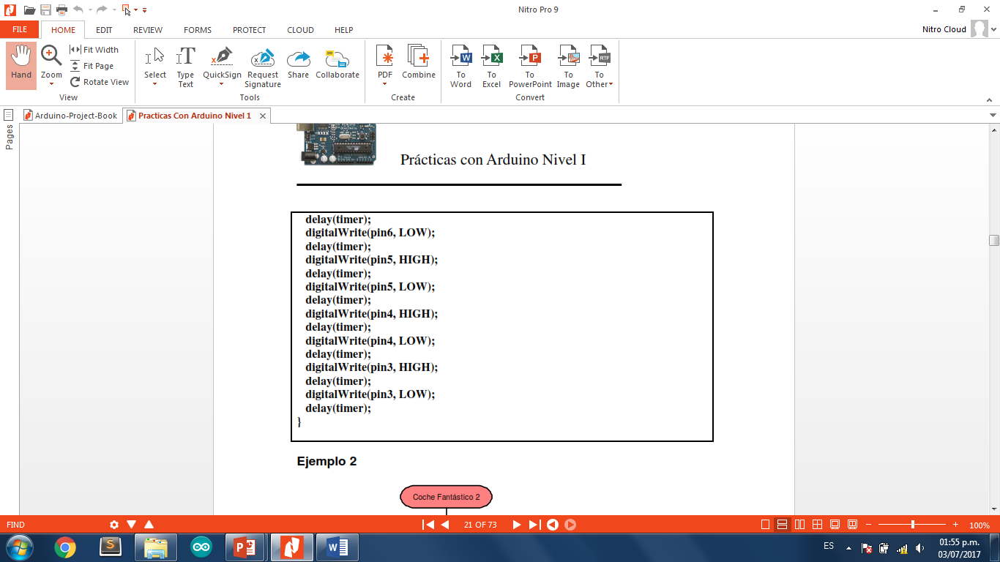 Nitro Pro 9
FILE
HOME
EDIT
REVIEW
FORMS
PROTECT
CLOUD
HELP
Nitro Cloud
Hand
Zoom
Fit Width
Fit Page
Rotate View
View
Select
Type Text
QuickSign
Request Signature
Share
Collaborate
Tools
PDF
Combine
Create
To Word
To Excel
To PowerPoint
To Image
To Other
Convert
Pages
Arduino-Project-Book
Practicas Con Arduino Nivel 1
Prácticas con Arduino Nivel I
delay(timer);
digitalWrite(pin6, LOW);
delay(timer);
digitalWrite(pin5, HIGH);
delay(timer);
digitalWrite(pin5, LOW);
delay(timer);
digitalWrite(pin4, HIGH);
delay(timer);
digitalWrite(pin4, LOW);
delay(timer);
digitalWrite(pin3, HIGH);
delay(timer);
digitalWrite(pin3, LOW);
delay(timer);
}
Ejemplo 2
Coche Fantástico 2
FIND
21 OF 73
100%
ES
01:55 p.m.
03/07/2017